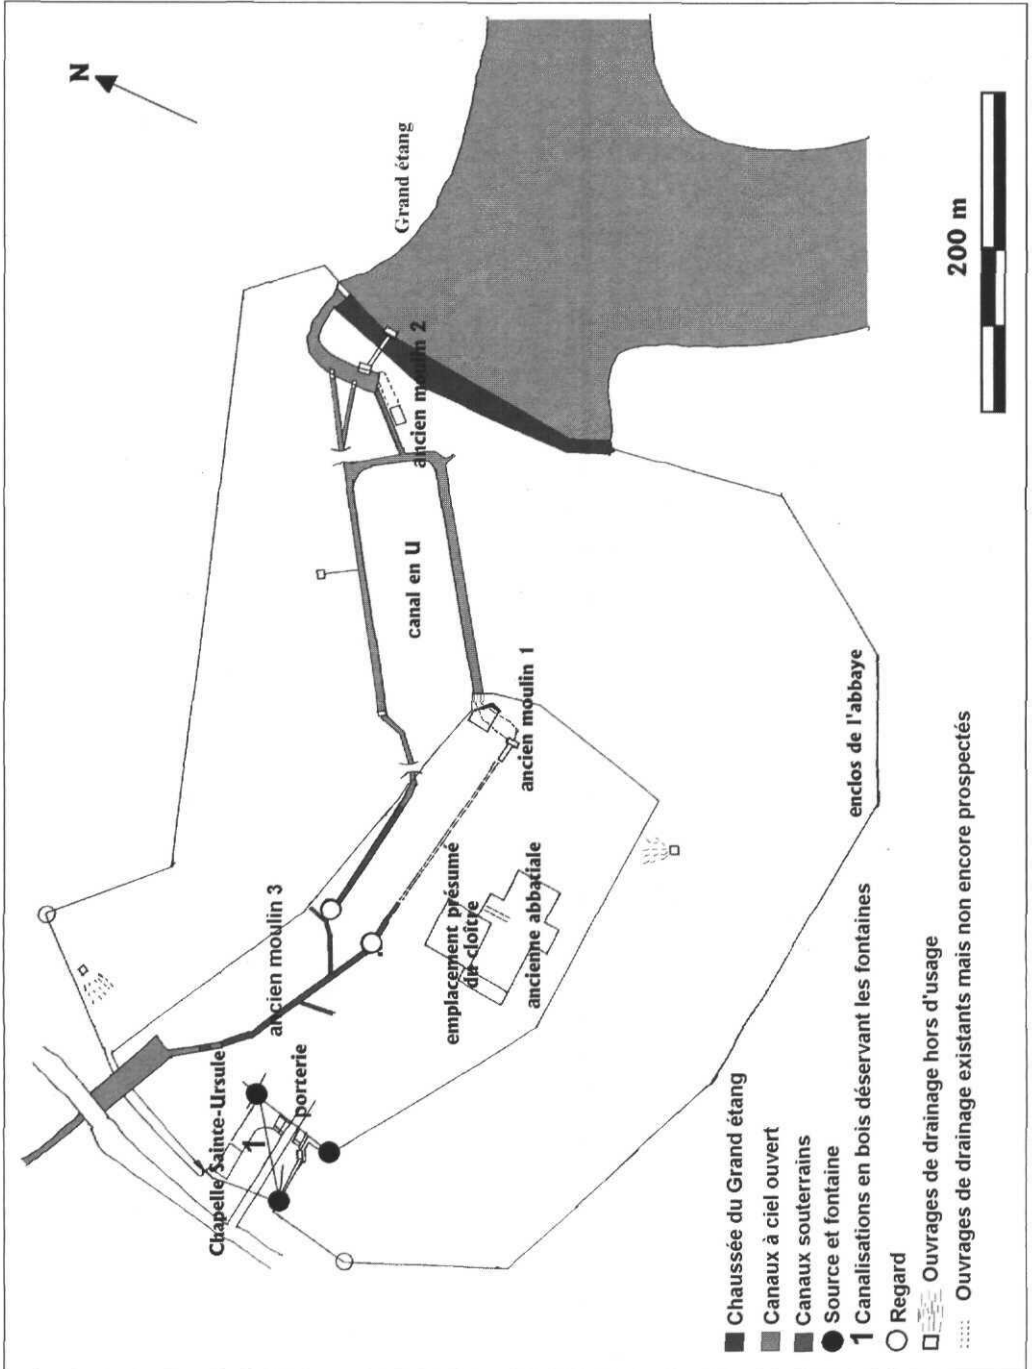 N
Grand étang
ancien moulin 2
200 m
canal en U
ancien moulin 1
enclos de l'abbaye
ancien moulin 3
emplacement présumé
du cloître
ancienne abbatiale
Chapelle Sainte-Ursule
porterie
1
Chaussée du Grand étang
Canaux à ciel ouvert
Canaux souterrains
Source et fontaine
1 Canalisations en bois déservant les fontaines
Regard
Ouvrages de drainage hors d'usage
Ouvrages de drainage existants mais non encore prospectés